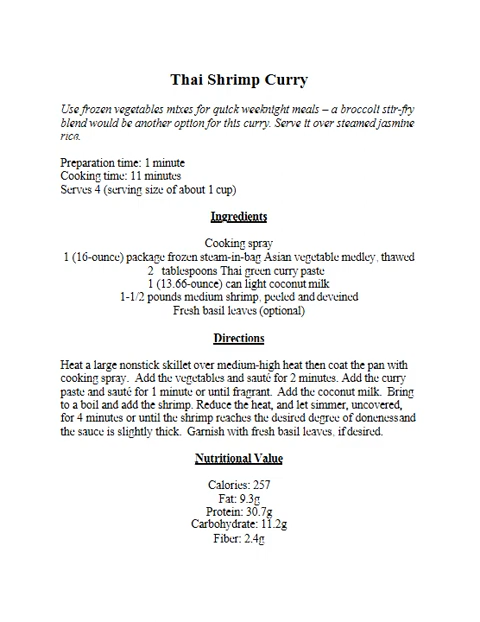 Thai Shrimp Curry
Use frozen vegetables mixes for quick weeknight meals – a broccoli stir-fry
blend would be another option for this curry. Serve it over steamed jasmine
rice.
Preparation time: 1 minute
Cooking time: 11 minutes
Serves 4 (serving size of about 1 cup)
Ingredients
Cooking spray
1 (16-ounce) package frozen steam-in-bag Asian vegetable medley, thawed
2 tablespoons Thai green curry paste
1 (13.66-ounce) can light coconut milk
1-1/2 pounds medium shrimp, peeled and deveined
Fresh basil leaves (optional)
Directions
Heat a large nonstick skillet over medium-high heat then coat the pan with
cooking spray. Add the vegetables and sauté for 2 minutes. Add the curry
paste and sauté for 1 minute or until fragrant. Add the coconut milk. Bring
to a boil and add the shrimp. Reduce the heat, and let simmer, uncovered,
for 4 minutes or until the shrimp reaches the desired degree of doneness and
the sauce is slightly thick. Garnish with fresh basil leaves, if desired.
Nutritional Value
Calories: 257
Fat: 9.3g
Protein: 30.7g
Carbohydrate: 11.2g
Fiber: 2.4g